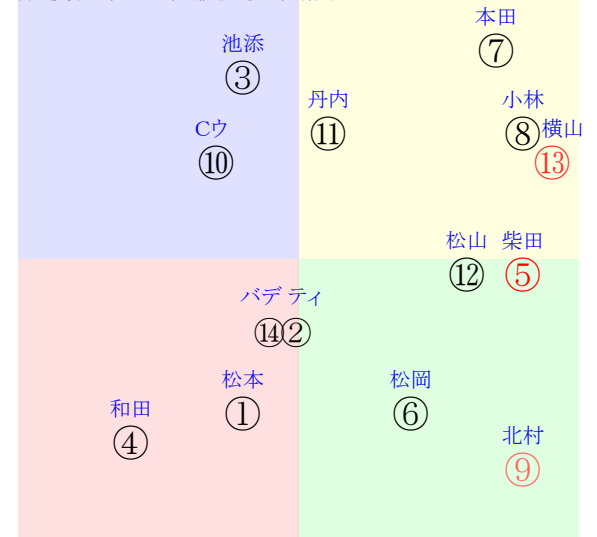 本田
⑦
池添
③
丹内
⑪
小林
⑧
横山
⑬
Cウ
⑩
松山
⑫
柴田
⑤
バデ ティ
⑭②
松本
①
松岡
⑥
和田
④
北村
⑨